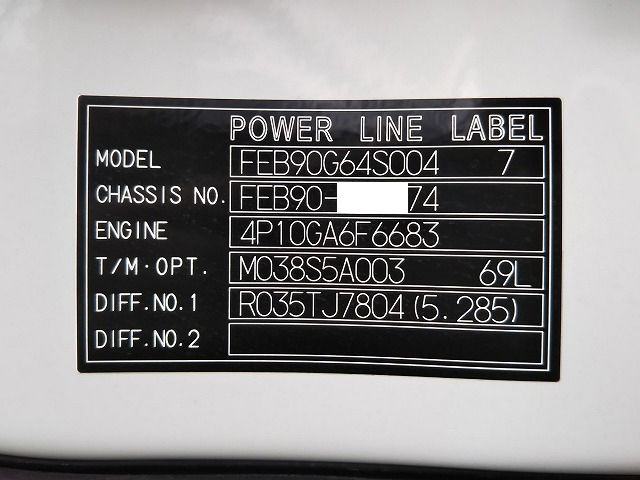 POWER LINE LABEL
MODEL FEB90G64S004 7
CHASSIS NO. FEB90- 74
ENGINE 4P10GA6F6683
T/M·OPT. M038S5A003 69L
DIFF.NO.1 R035TJ7804(5.285)
DIFF.NO.2